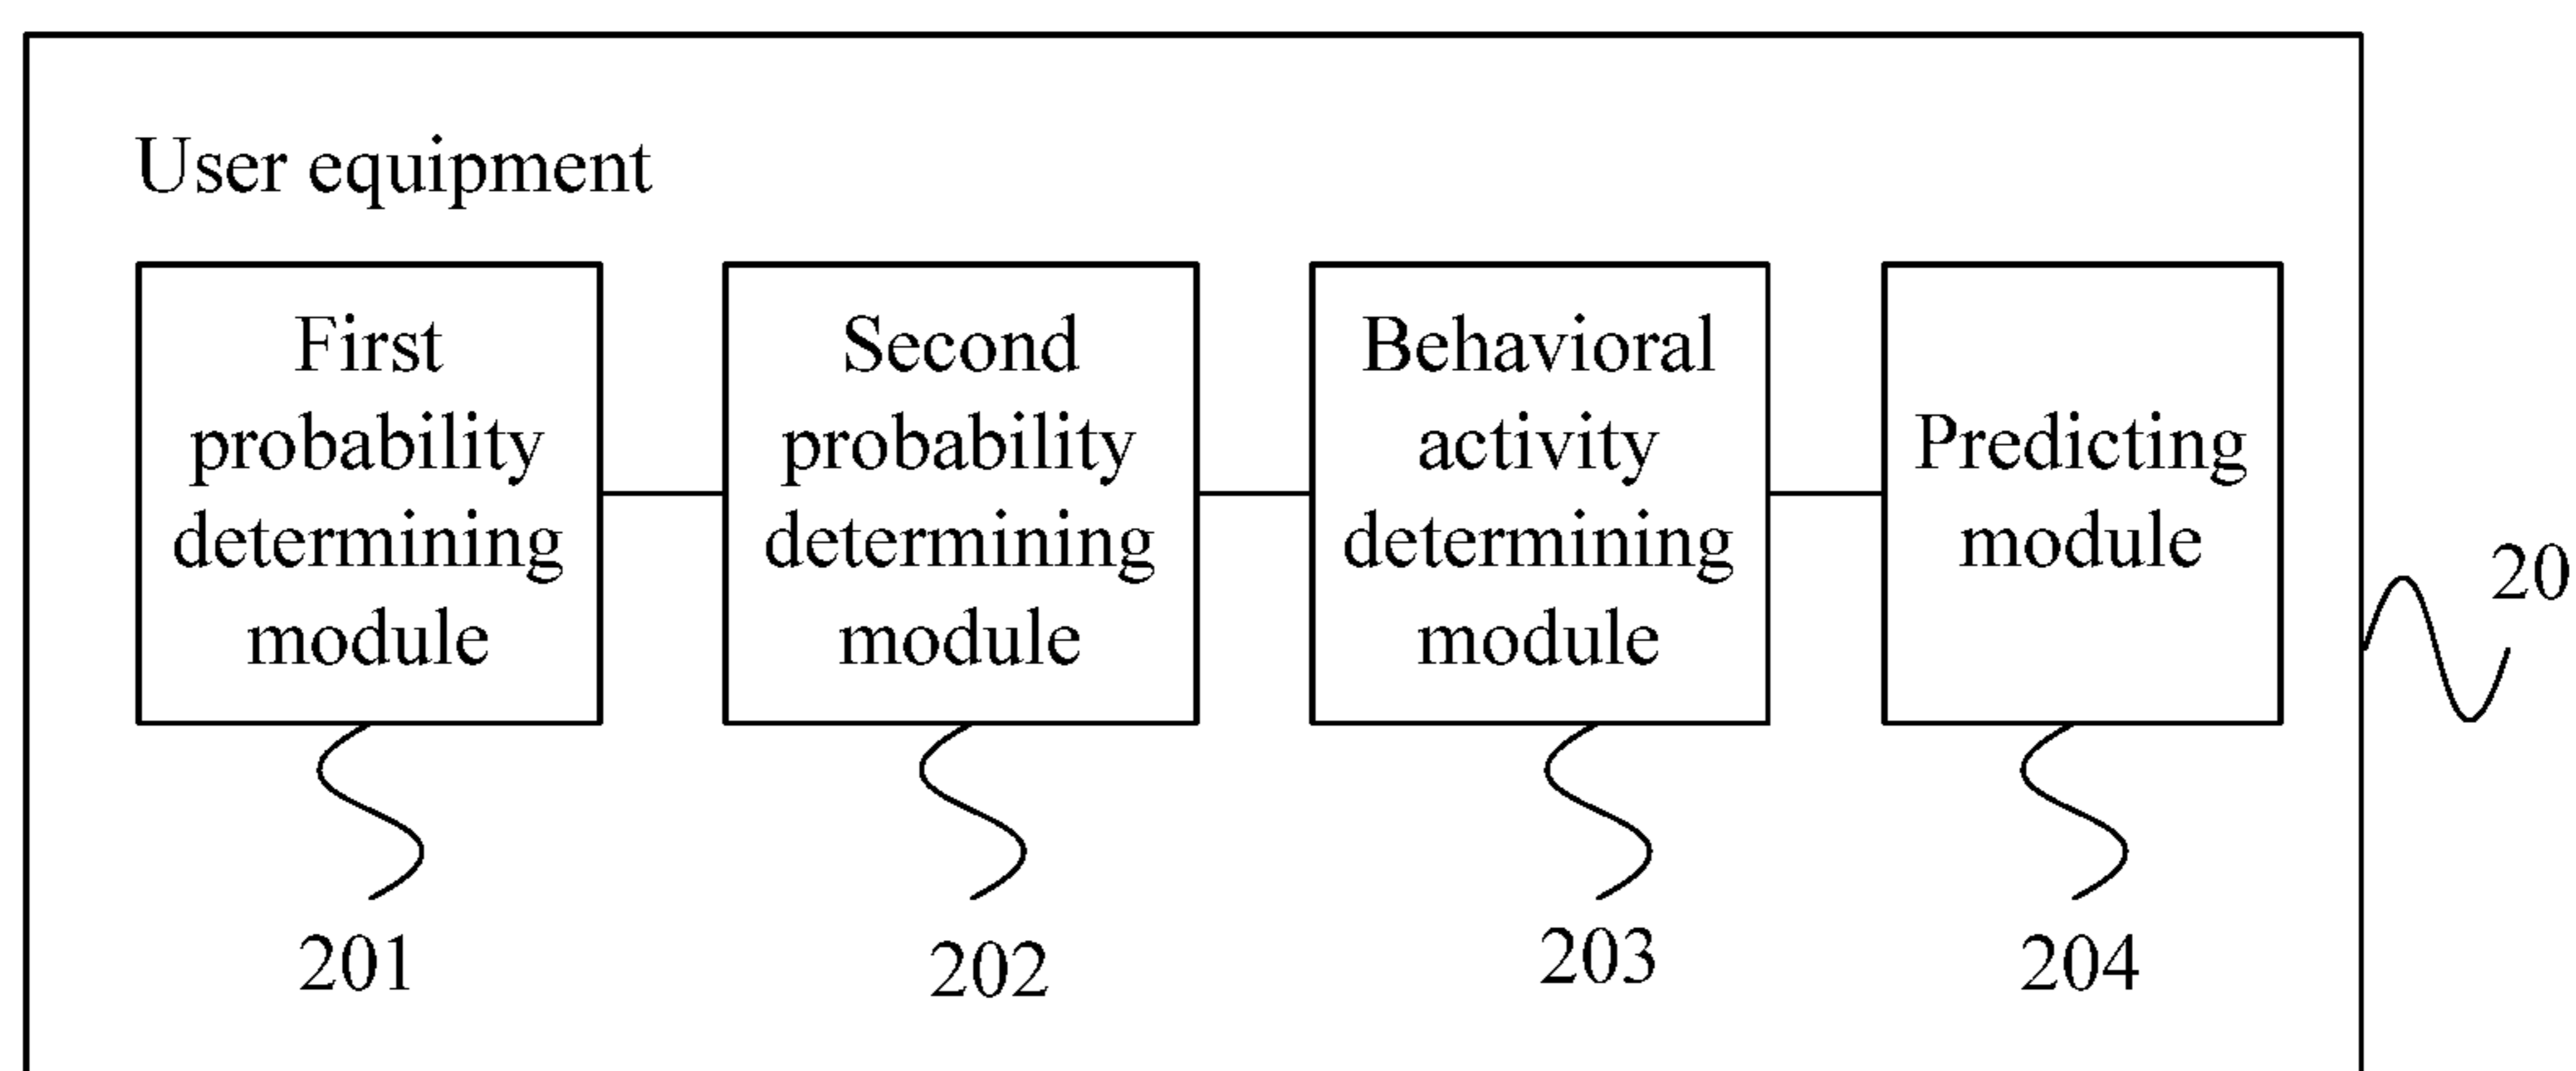 User equipment
First
probability
determining
module
Second
probability
determining
module
Behavioral
activity
determining
module
Predicting
module
20
201
202
203
204